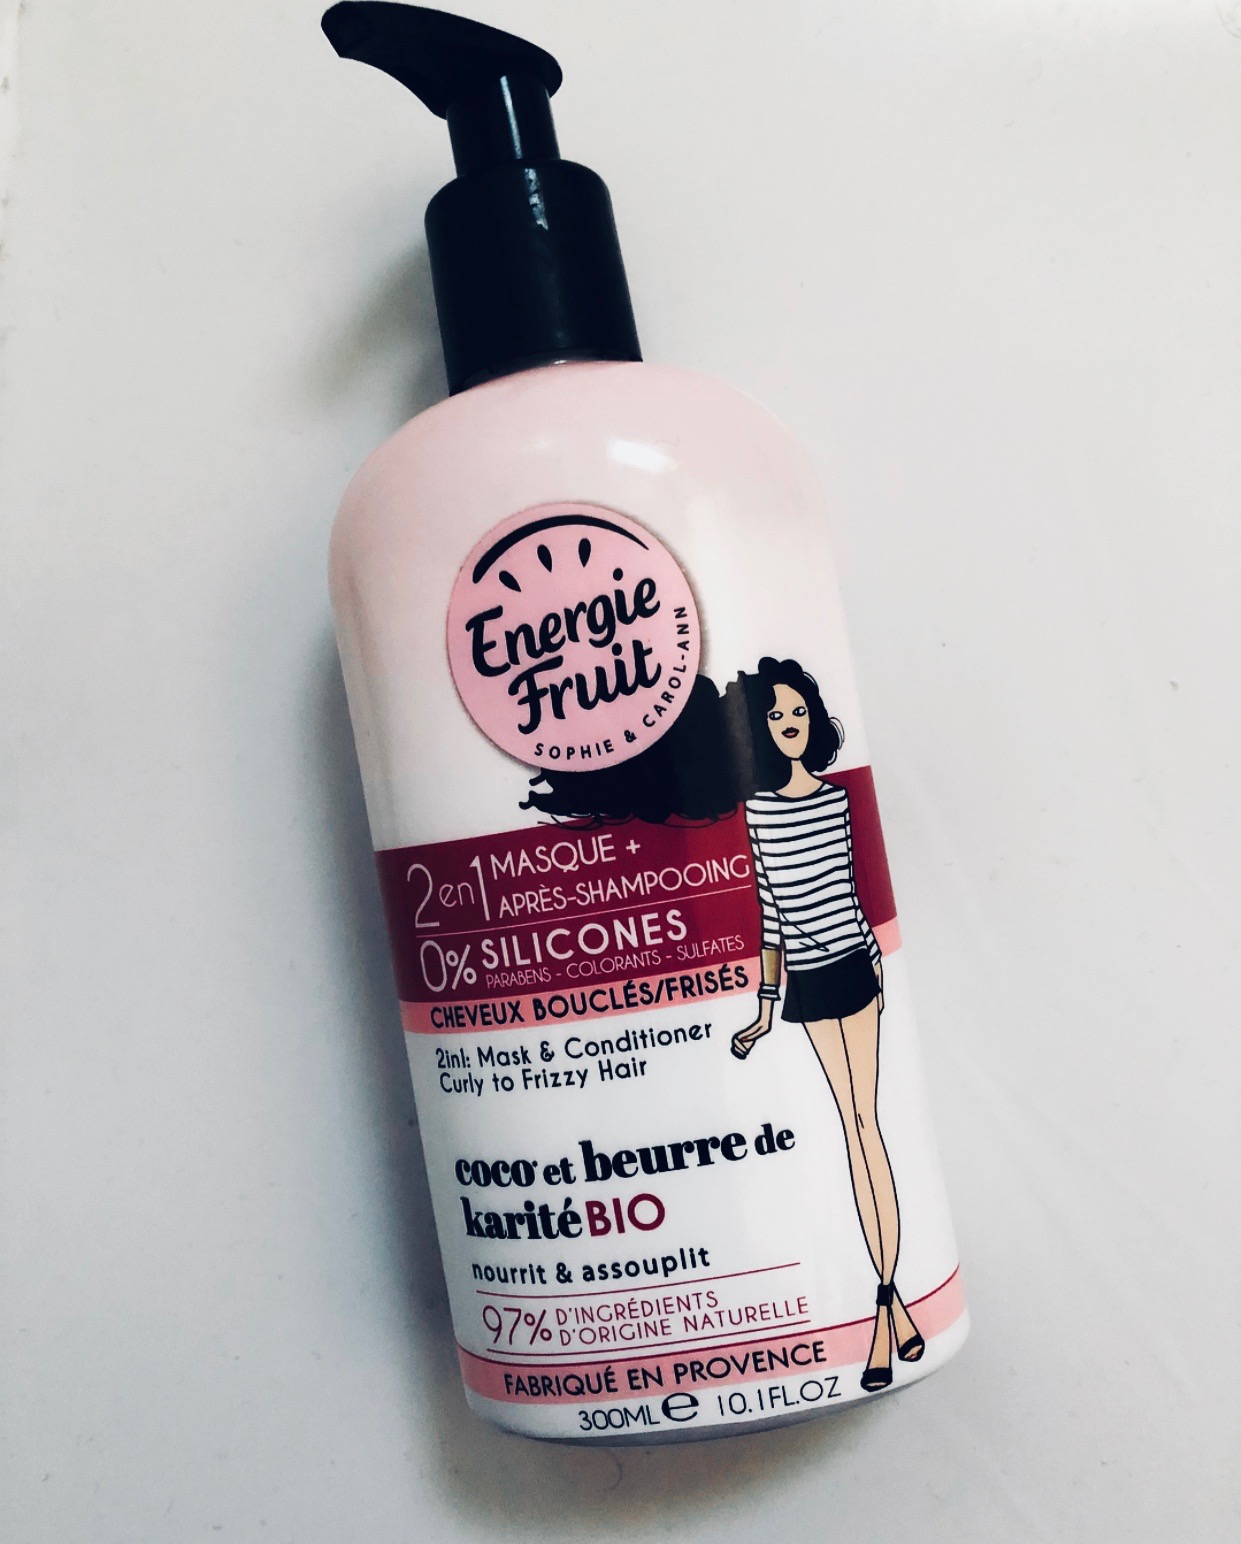 Energie
Fruit
SOPHIE & CAROL-ANN
2en1 MASQUE +
APRÈS-SHAMPOOING
0% SILICONES
PARABENS - COLORANTS - SULFATES
CHEVEUX BOUCLÉS/FRISÉS
2in1: Mask & Conditioner
Curly to Frizzy Hair
coco* et beurre de
karité BIO
nourrit & assouplit
97% D'INGRÉDIENTS
D'ORIGINE NATURELLE
FABRIQUÉ EN PROVENCE
300ML℮ 10.1FL.OZ